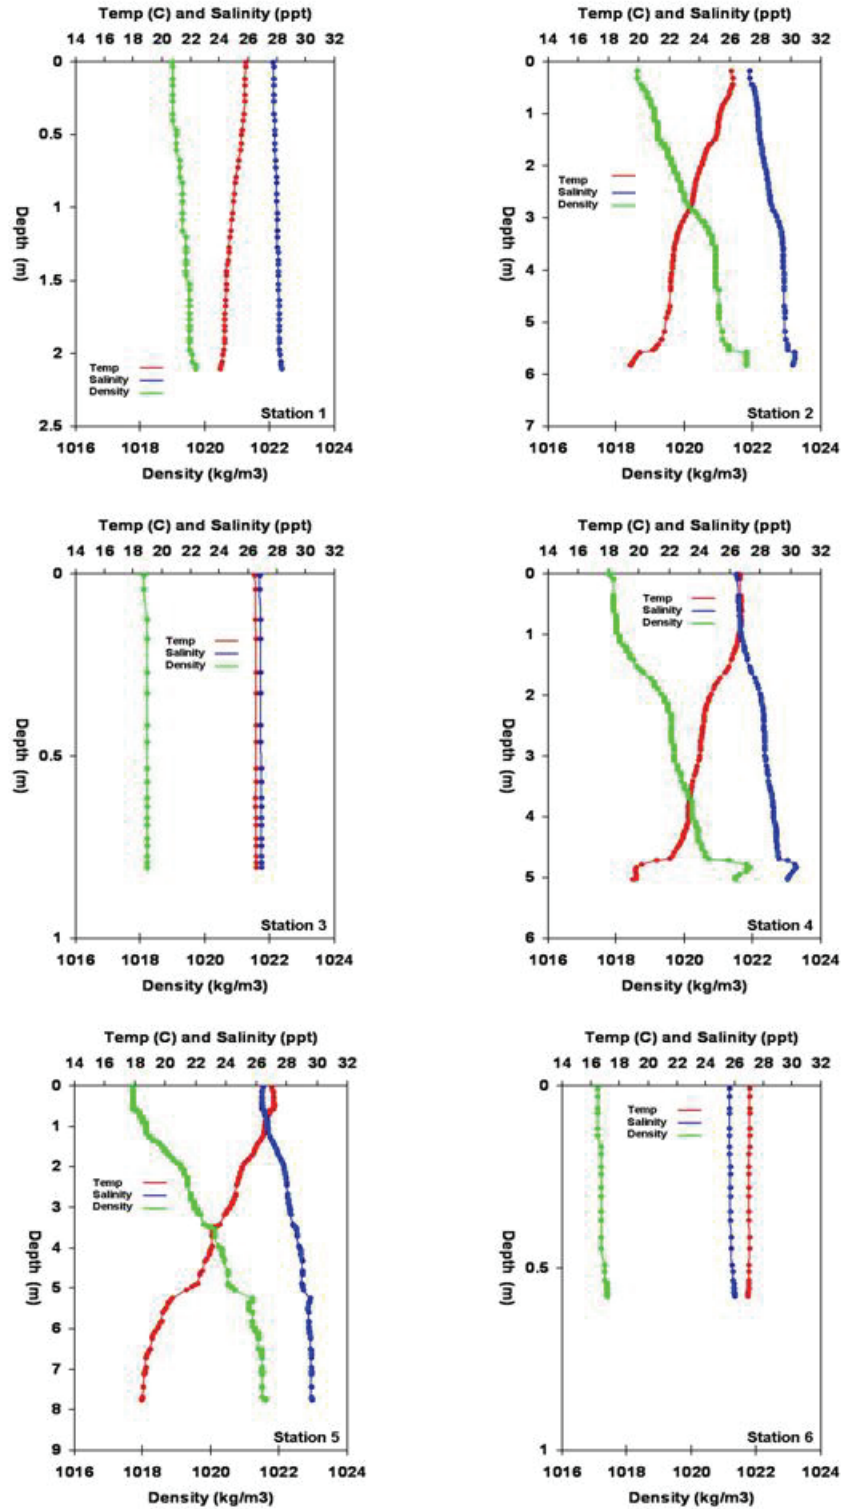 Temp (C) and Salinity (ppt)
14 16 18 20 22 24 26 28 30 32
0
0.5
1
1.5
2
2.5
Depth (m)
Temp
Salinity
Density
Station 1
1016 1018 1020 1022 1024
Density (kg/m3)
Temp (C) and Salinity (ppt)
14 16 18 20 22 24 26 28 30 32
0
1
2
3
4
5
6
7
Depth (m)
Temp
Salinity
Density
Station 2
1016 1018 1020 1022 1024
Density (kg/m3)
Temp (C) and Salinity (ppt)
14 16 18 20 22 24 26 28 30 32
0
0.5
1
Depth (m)
Temp
Salinity
Density
Station 3
1016 1018 1020 1022 1024
Density (kg/m3)
Temp (C) and Salinity (ppt)
14 16 18 20 22 24 26 28 30 32
0
1
2
3
4
5
6
Depth (m)
Temp
Salinity
Density
Station 4
1016 1018 1020 1022 1024
Density (kg/m3)
Temp (C) and Salinity (ppt)
14 16 18 20 22 24 26 28 30 32
0
1
2
3
4
5
6
7
8
9
Depth (m)
Temp
Salinity
Density
Station 5
1016 1018 1020 1022 1024
Density (kg/m3)
Temp (C) and Salinity (ppt)
14 16 18 20 22 24 26 28 30 32
0
0.5
1
Depth (m)
Temp
Salinity
Density
Station 6
1016 1018 1020 1022 1024
Density (kg/m3)